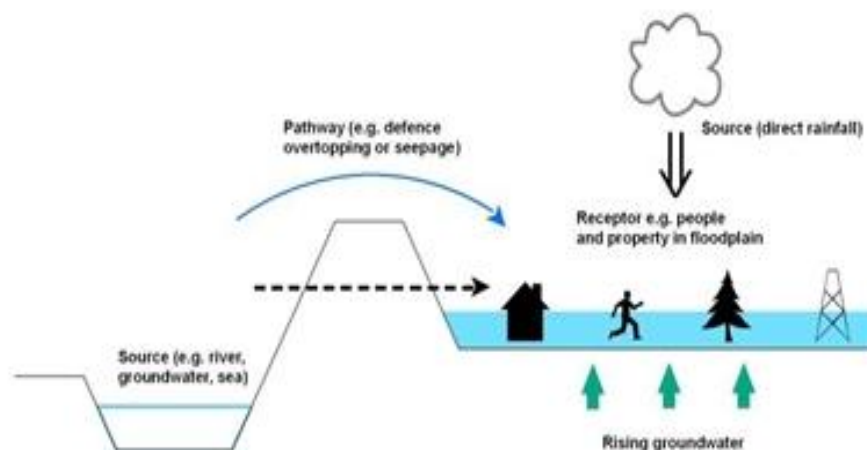 Pathway (e.g. defence
overtopping or seepage)
Source (direct rainfall)
Receptor e.g. people
and property in floodplain
Source (e.g. river,
groundwater, sea)
Rising groundwater